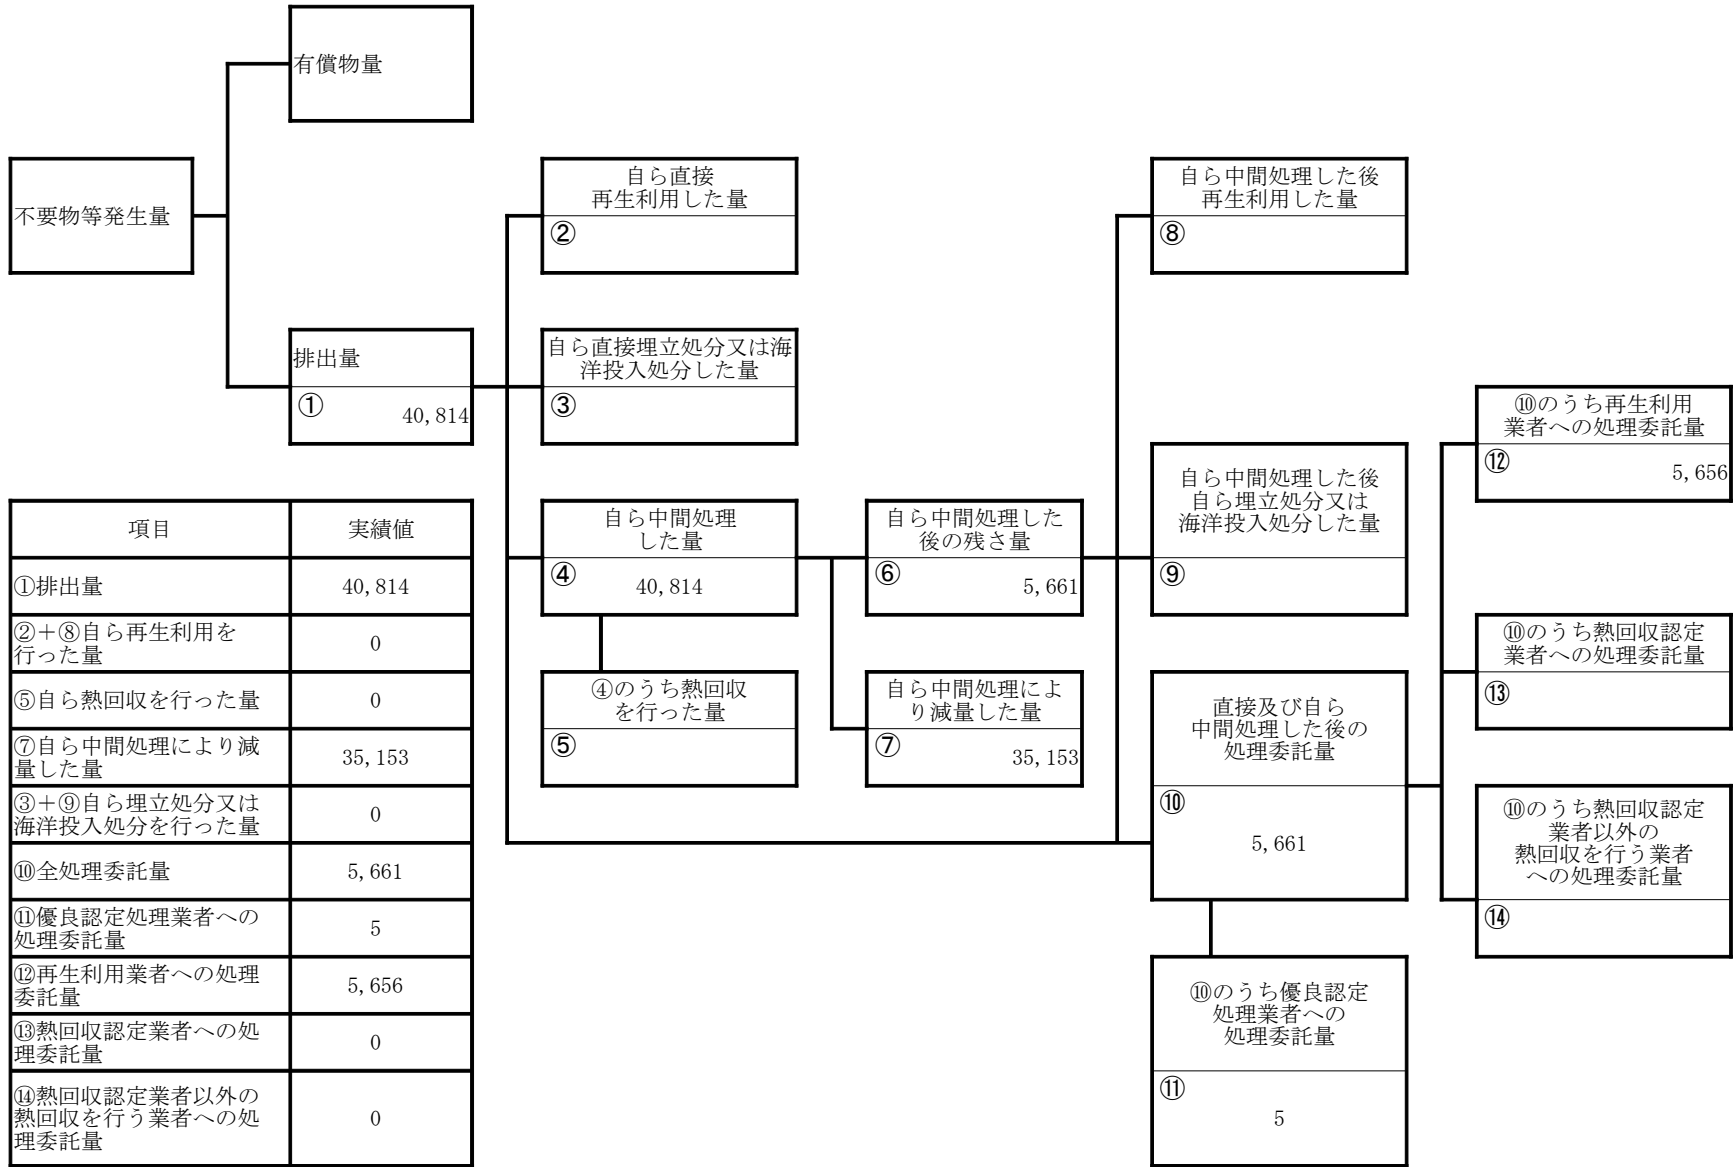 有償物量
不要物等発生量
自ら直接
再生利用した量
②
自ら中間処理した後
再生利用した量
⑧
排出量
① 40,814
自ら直接埋立処分又は海
洋投入処分した量
③
⑩のうち再生利用
業者への処理委託量
⑫ 5,656
自ら中間処理
した量
④ 40,814
自ら中間処理した
後の残さ量
⑥ 5,661
自ら中間処理した後
自ら埋立処分又は
海洋投入処分した量
⑨
④のうち熱回収
を行った量
⑤
自ら中間処理によ
り減量した量
⑦ 35,153
直接及び自ら
中間処理した後の
処理委託量
⑩
5,661
⑩のうち熱回収認定
業者への処理委託量
⑬
⑩のうち熱回収認定
業者以外の
熱回収を行う業者
への処理委託量
⑭
⑩のうち優良認定
処理業者への
処理委託量
⑪
5
項目 実績値
①排出量 40,814
②+⑧自ら再生利用を
行った量 0
⑤自ら熱回収を行った量 0
⑦自ら中間処理により減
量した量 35,153
③+⑨自ら埋立処分又は
海洋投入処分を行った量 0
⑩全処理委託量 5,661
⑪優良認定処理業者への
処理委託量 5
⑫再生利用業者への処理
委託量 5,656
⑬熱回収認定業者への処
理委託量 0
⑭熱回収認定業者以外の
熱回収を行う業者への処
理委託量 0